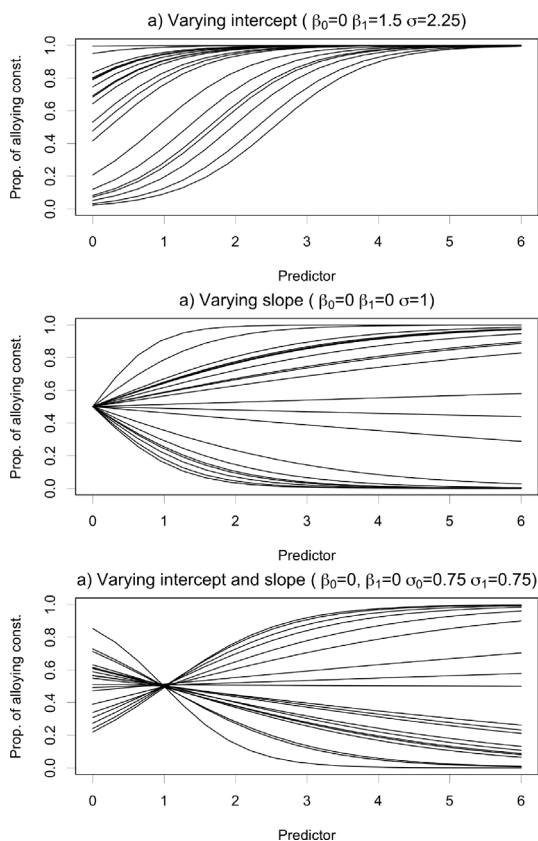 a) Varying intercept ( β₀=0 β₁=1.5 σ=2.25)
Prop. of alloying const.
0.0 0.2 0.4 0.6 0.8 1.0
0 1 2 3 4 5 6
Predictor
a) Varying slope ( β₀=0 β₁=0 σ=1)
Prop. of alloying const.
0.0 0.2 0.4 0.6 0.8 1.0
0 1 2 3 4 5 6
Predictor
a) Varying intercept and slope ( β₀=0, β₁=0 σ₀=0.75 σ₁=0.75)
Prop. of alloying const.
0.0 0.2 0.4 0.6 0.8 1.0
0 1 2 3 4 5 6
Predictor